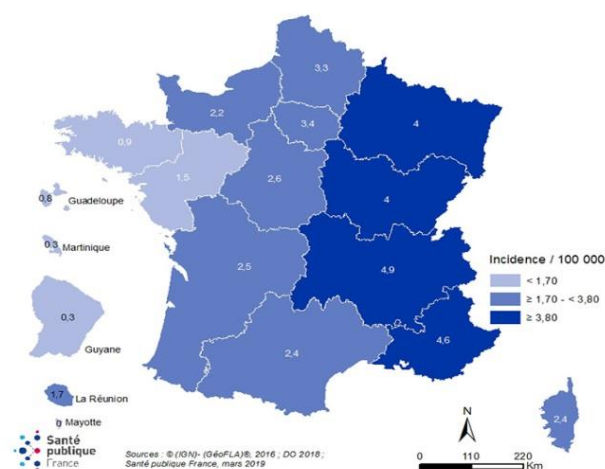 3,3
2,2
3,4
4
0,9
1,5
2,6
4
0,8
Guadeloupe
0,3
Martinique
2,5
4,9
Incidence / 100 000
< 1,70
≥ 1,70 - < 3,80
≥ 3,80
0,3
Guyane
2,4
4,6
1,7
La Réunion
Mayotte
2,4
N
Santé
publique
France
Sources : © (IGN)- (GéoFLA)®, 2016 ; DO 2018 ;
Santé publique France, mars 2019
0 110 220
Km